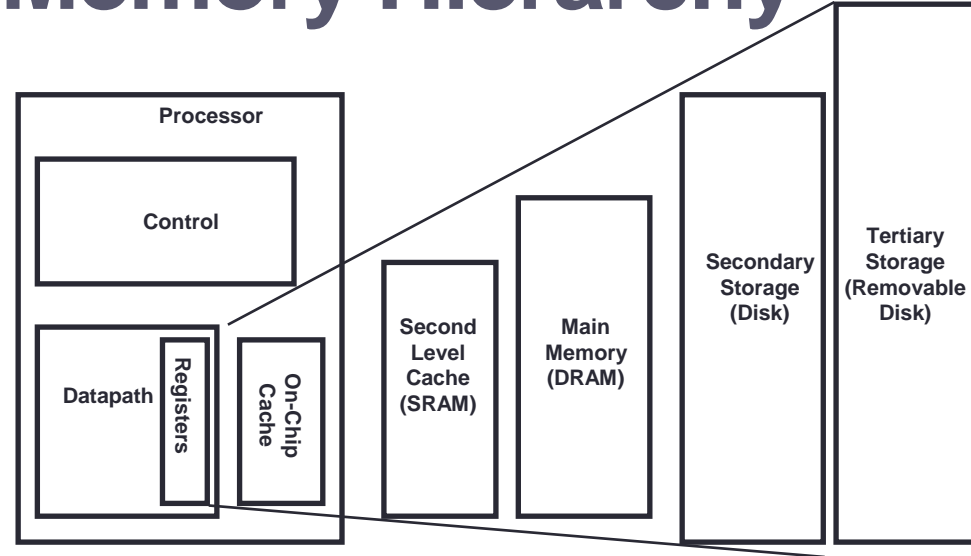 Memory Hierarchy
Processor
Control
Datapath
Registers
On-Chip
Cache
Second
Level
Cache
(SRAM)
Main
Memory
(DRAM)
Secondary
Storage
(Disk)
Tertiary
Storage
(Removable
Disk)